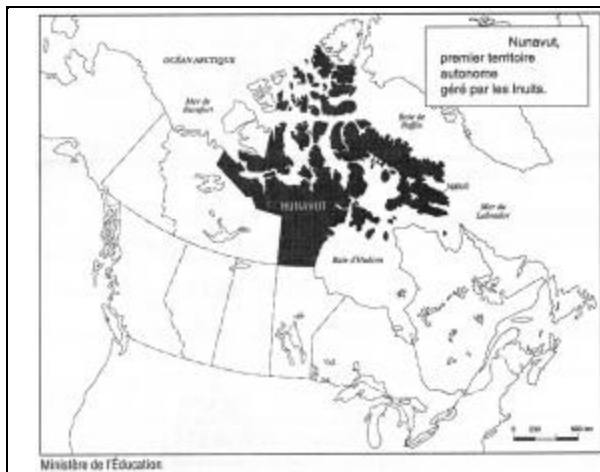 Nunavut,
premier territoire
autonome
géré par les Inuits.
OCÉAN ARCTIQUE
Mer de
Beaufort
Baie de
Baffin
NUNAVUT
Mer du
Labrador
Baie d'Hudson
0
Ministère de l'Éducation